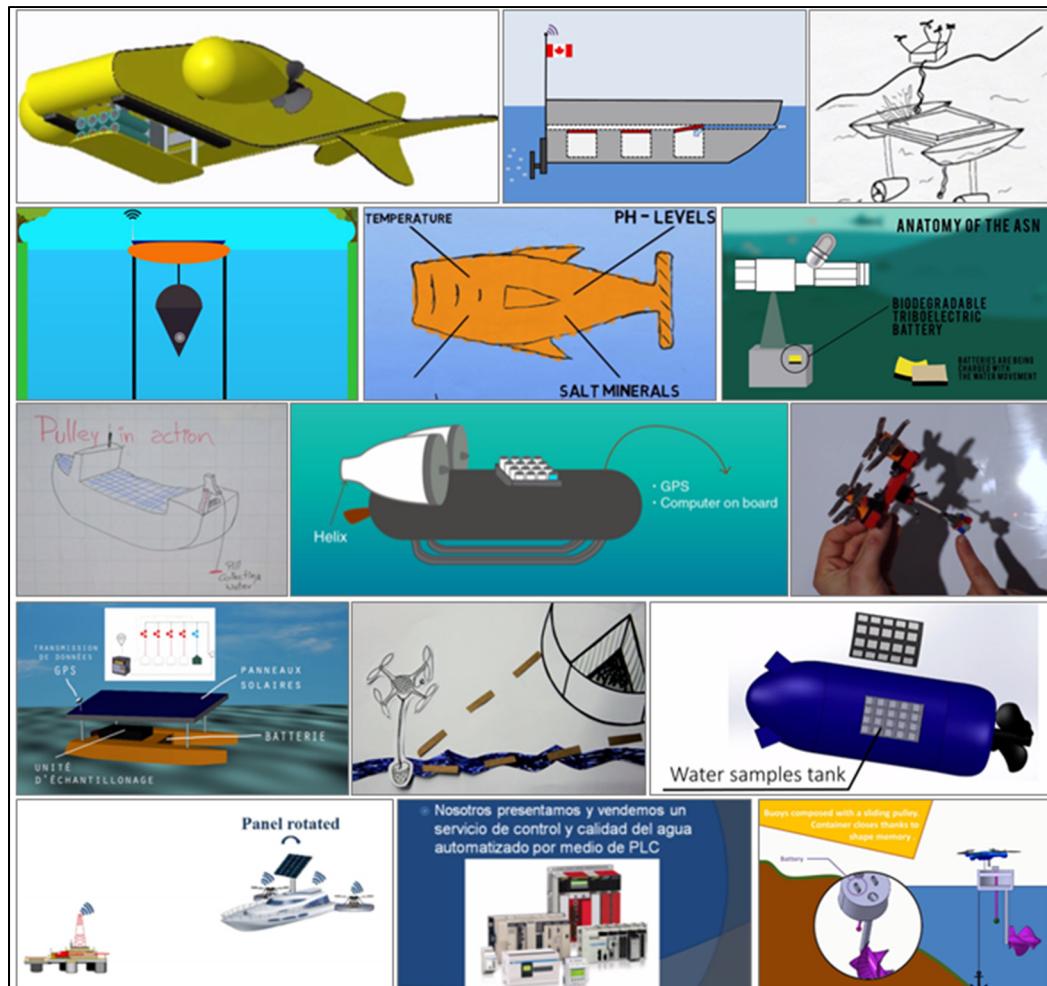 TEMPERATURE
PH - LEVELS
SALT MINERALS
ANATOMY OF THE ASN
BIODEGRADABLE
TRIBOELECTRIC
BATTERY
BATTERIES ARE BEING
CHARGED WITH
THE WATER MOVEMENT
Pulley in action
Collecting
Water
Helix
· GPS
· Computer on board
TRANSMISSION
DE DONNÉES
GPS
PANNEAUX
SOLAIRES
BATTERIE
UNITÉ
D'ÉCHANTILLONAGE
Water samples tank
Panel rotated
Nosotros presentamos y vendemos un
servicio de control y calidad del agua
automatizado por medio de PLC
Buoys composed with a sliding pulley.
Container closes thanks to
shape memory .
Battery